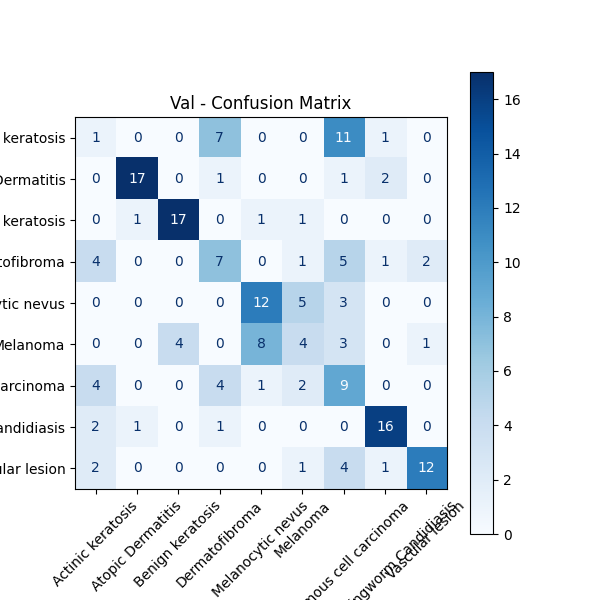 Val - Confusion Matrix
keratosis 1 0 0 7 0 0 11 1 0
Dermatitis 0 17 0 1 0 0 1 2 0
keratosis 0 1 17 0 1 1 0 0 0
tofibroma 4 0 0 7 0 1 5 1 2
ytic nevus 0 0 0 0 12 5 3 0 0
Melanoma 0 0 4 8 4 3 0 1
arcinoma 4 0 0 4 1 2 9 0 0
andidiasis 2 1 0 1 0 0 0 16 0
ular lesion 2 0 0 0 0 1 4 1 12
Actinic keratosis
Atopic Dermatitis
Benign keratosis
Dermatofibroma
Melanocytic nevus
Melanoma
mous cell carcinoma
ngworm Candidiasis
Vascular lesion
16
14
12
10
8
6
4
2
0